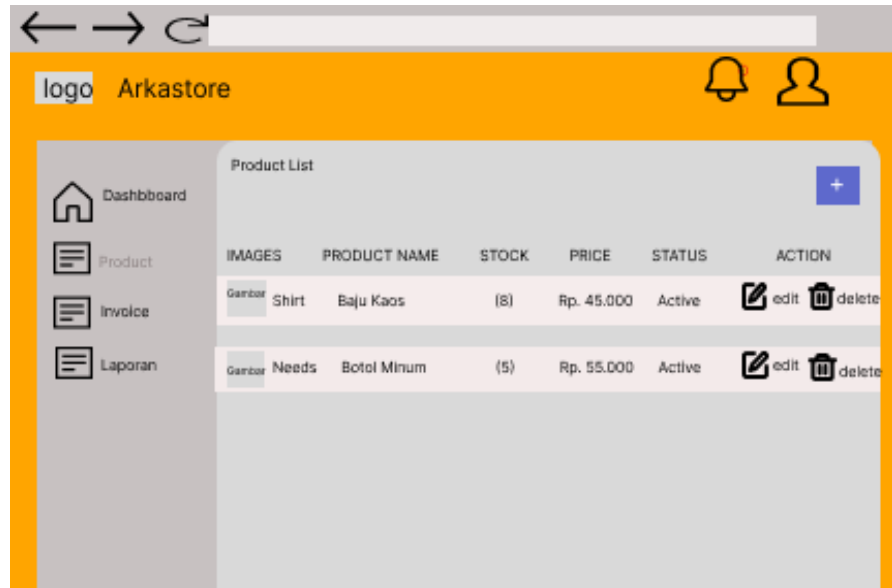 logo Arkastore
Product List
+
Dashbboard
Product
Invoice
Laporan
IMAGES PRODUCT NAME STOCK PRICE STATUS ACTION
Gambar Shirt Baju Kaos (8) Rp. 45.000 Active edit delete
Gambar Needs Botol Minum (5) Rp. 55.000 Active edit delete